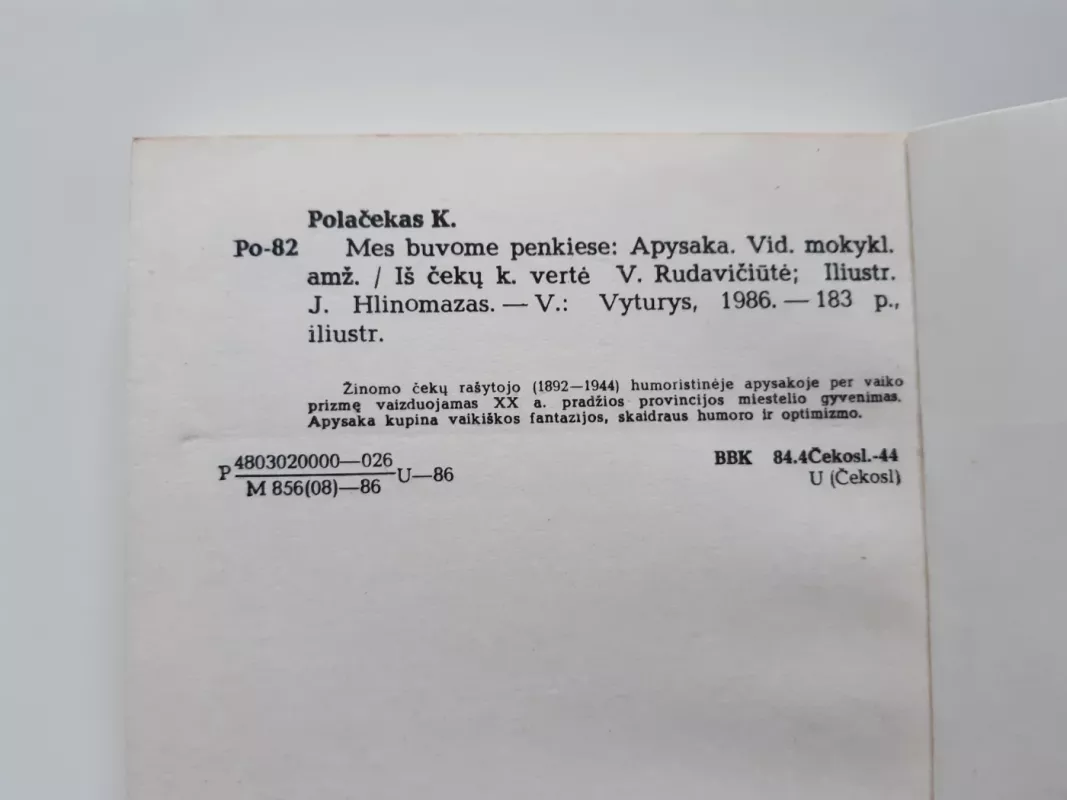 Polačekas K.
Po-82 Mes buvome penkiese: Apysaka. Vid. mokykl.
amž. / Iš čekų k. vertė V. Rudavičiūtė; Iliustr.
J. Hlinomazas. — V.: Vyturys, 1986. — 183 p.,
iliustr.
Žinomo čekų rašytojo (1892—1944) humoristinėje apysakoje per vaiko
prizmę vaizduojamas XX a. pradžios provincijos miestelio gyvenimas.
Apysaka kupina vaikiškos fantazijos, skaidraus humoro ir optimizmo.
P 4803020000—026
M 856(08)—86 U—86
BBK 84.4Čekosl.-44
U (Čekosl)